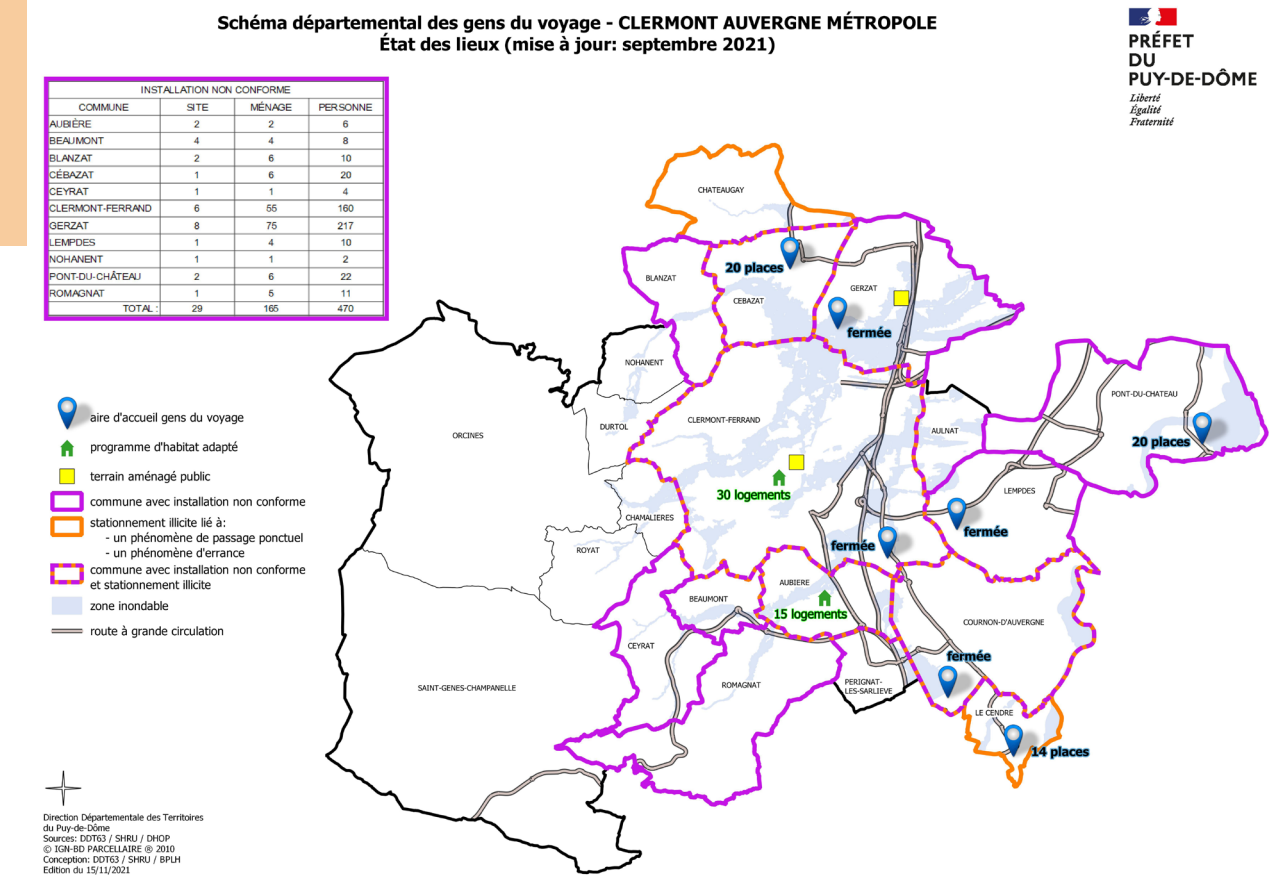 Schéma départemental des gens du voyage - CLERMONT AUVERGNE MÉTROPOLE
État des lieux (mise à jour: septembre 2021)
PRÉFET
DU
PUY-DE-DÔME
Liberté
Égalité
Fraternité
INSTALLATION NON CONFORME
COMMUNE SITE MÉNAGE PERSONNE
AUBIÈRE 2 2 6
BEAUMONT 4 4 8
BLANZAT 2 6 10
CÉBAZAT 1 6 20
CEYRAT 1 1 4
CLERMONT-FERRAND 6 55 160
GERZAT 8 75 217
LEMPDES 1 4 10
NOHANENT 1 1 2
PONT-DU-CHÂTEAU 2 6 22
ROMAGNAT 1 5 11
TOTAL : 29 165 470
CHATEAUGAY
20 places
BLANZAT
CEBAZAT
GERZAT
fermée
NOHANENT
PONT-DU-CHATEAU
ORCINES
DURTOL
CLERMONT-FERRAND
AULNAT
20 places
30 logements
LEMPDES
CHAMALIERES
fermée
fermée
ROYAT
AUBIERE
BEAUMONT
15 logements
COURNON-D'AUVERGNE
CEYRAT
fermée
SAINT-GENES-CHAMPANELLE
ROMAGNAT
PERIGNAT-
LES-SARLIEVE
LE CENDRE
14 places
aire d'accueil gens du voyage
programme d'habitat adapté
terrain aménagé public
commune avec installation non conforme
stationnement illicite lié à:
- un phénomène de passage ponctuel
- un phénomène d'errance
commune avec installation non conforme
et stationnement illicite
zone inondable
route à grande circulation
Direction Départementale des Territoires
du Puy-de-Dôme
Sources: DDT63 / SHRU / DHOP
© IGN-BD PARCELLAIRE ® 2010
Conception: DDT63 / SHRU / BPLH
Edition du 15/11/2021